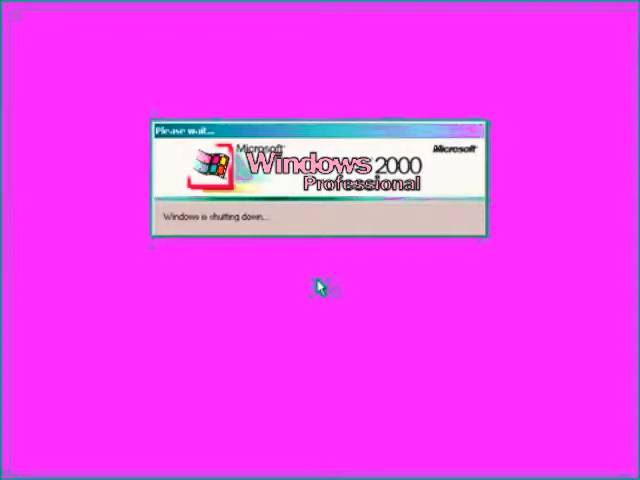 Please wait...
Microsoft
Microsoft
Windows 2000
Professional
Windows is shutting down...